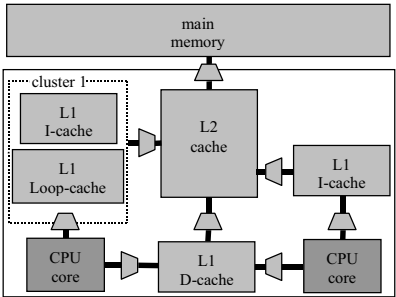 main
memory
cluster 1
L1
I-cache
L1
Loop-cache
L2
cache
L1
I-cache
CPU
core
L1
D-cache
CPU
core